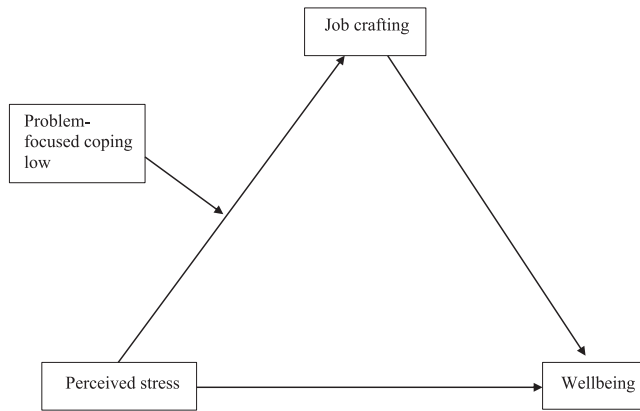 Job crafting
Problem-
focused coping
low
Perceived stress
Wellbeing